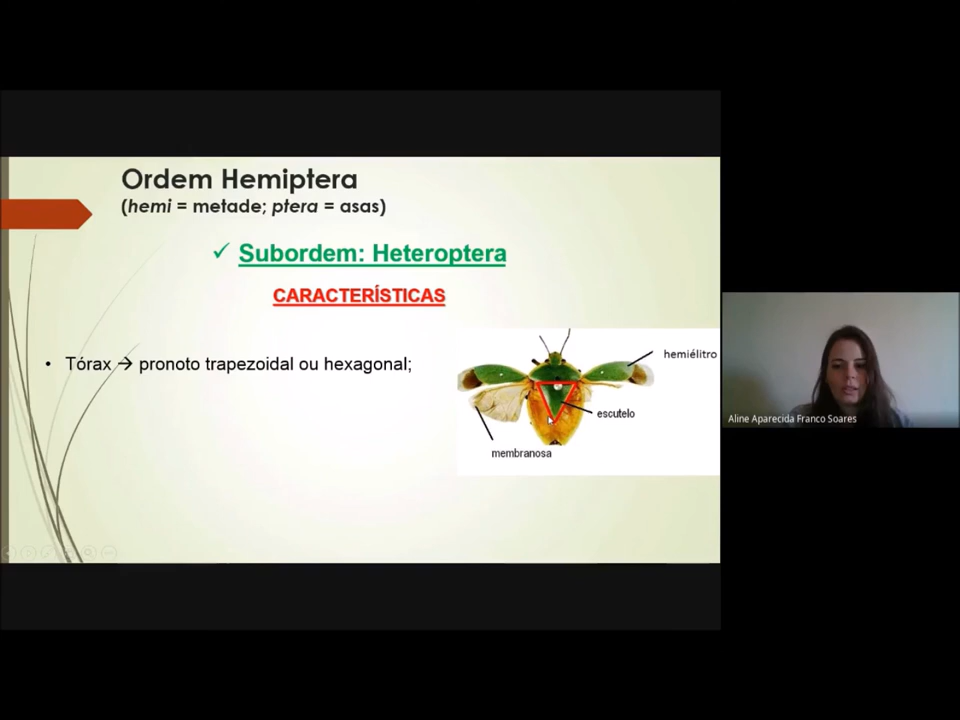 Ordem Hemiptera
(hemi = metade; ptera = asas)
✓ Subordem: Heteroptera
CARACTERÍSTICAS
• Tórax → pronoto trapezoidal ou hexagonal;
hemiélitro
escutelo
membranosa
Aline Aparecida Franco Soares